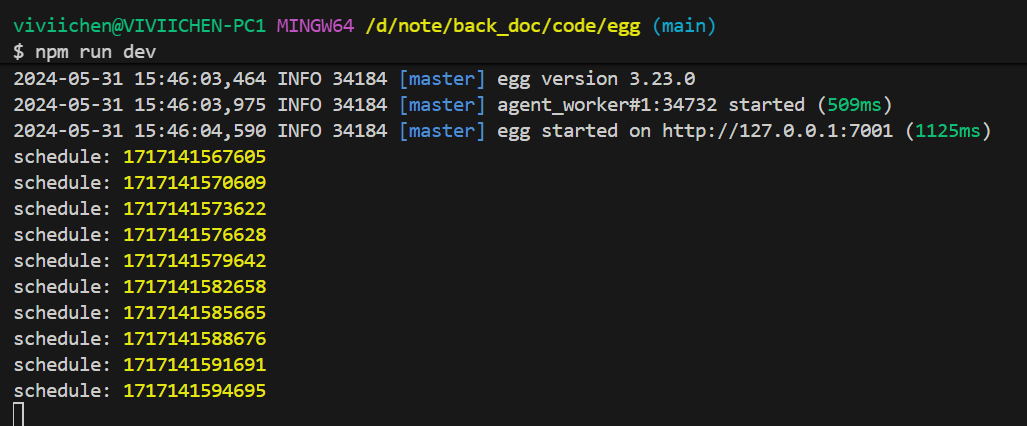 viviichen@VIVIICHEN-PC1 MINGW64 /d/note/back_doc/code/egg (main)
$ npm run dev
2024-05-31 15:46:03,464 INFO 34184 [master] egg version 3.23.0
2024-05-31 15:46:03,975 INFO 34184 [master] agent_worker#1:34732 started (509ms)
2024-05-31 15:46:04,590 INFO 34184 [master] egg started on http://127.0.0.1:7001 (1125ms)
schedule: 1717141567605
schedule: 1717141570609
schedule: 1717141573622
schedule: 1717141576628
schedule: 1717141579642
schedule: 1717141582658
schedule: 1717141585665
schedule: 1717141588676
schedule: 1717141591691
schedule: 1717141594695